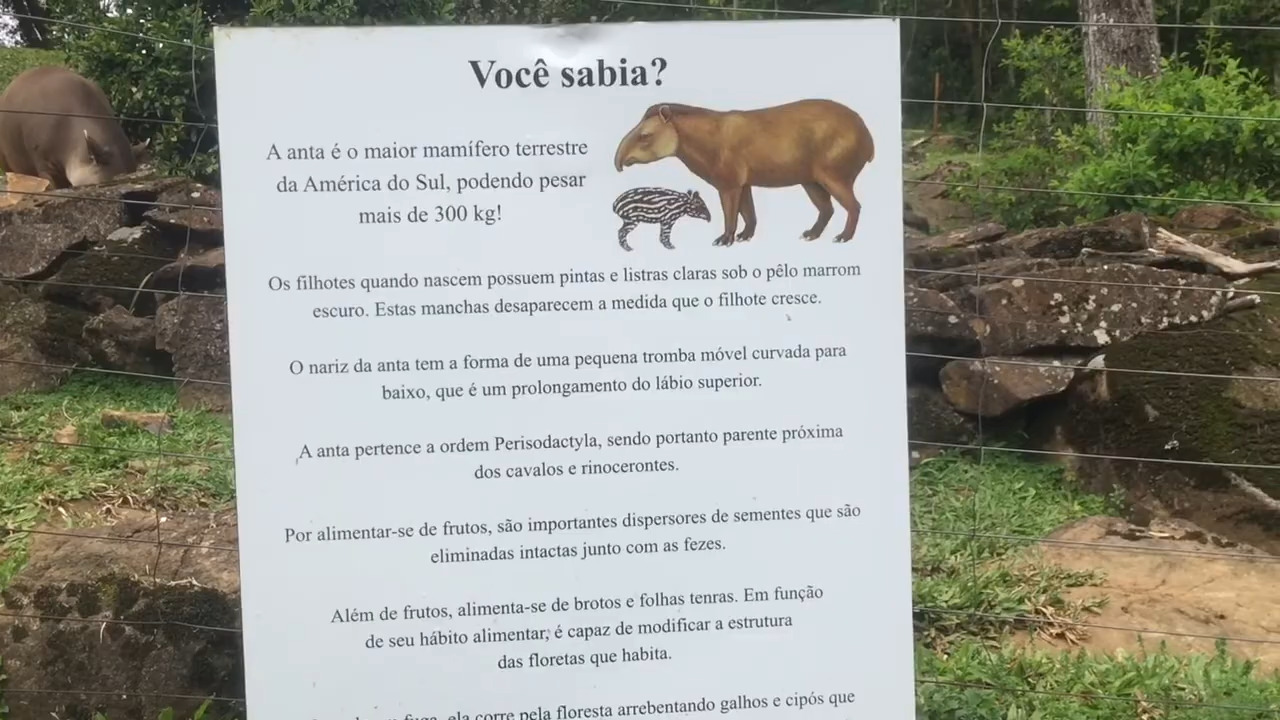 Você sabia?
A anta é o maior mamífero terrestre
da América do Sul, podendo pesar
mais de 300 kg!
Os filhotes quando nascem possuem pintas e listras claras sob o pêlo marrom
escuro. Estas manchas desaparecem a medida que o filhote cresce.
O nariz da anta tem a forma de uma pequena tromba móvel curvada para
baixo, que é um prolongamento do lábio superior.
A anta pertence a ordem Perisodactyla, sendo portanto parente próxima
dos cavalos e rinocerontes.
Por alimentar-se de frutos, são importantes dispersores de sementes que são
eliminadas intactas junto com as fezes.
Além de frutos, alimenta-se de brotos e folhas tenras. Em função
de seu hábito alimentar, é capaz de modificar a estrutura
das floretas que habita.
fuga, ela corre pela floresta arrebentando galhos e cipós que